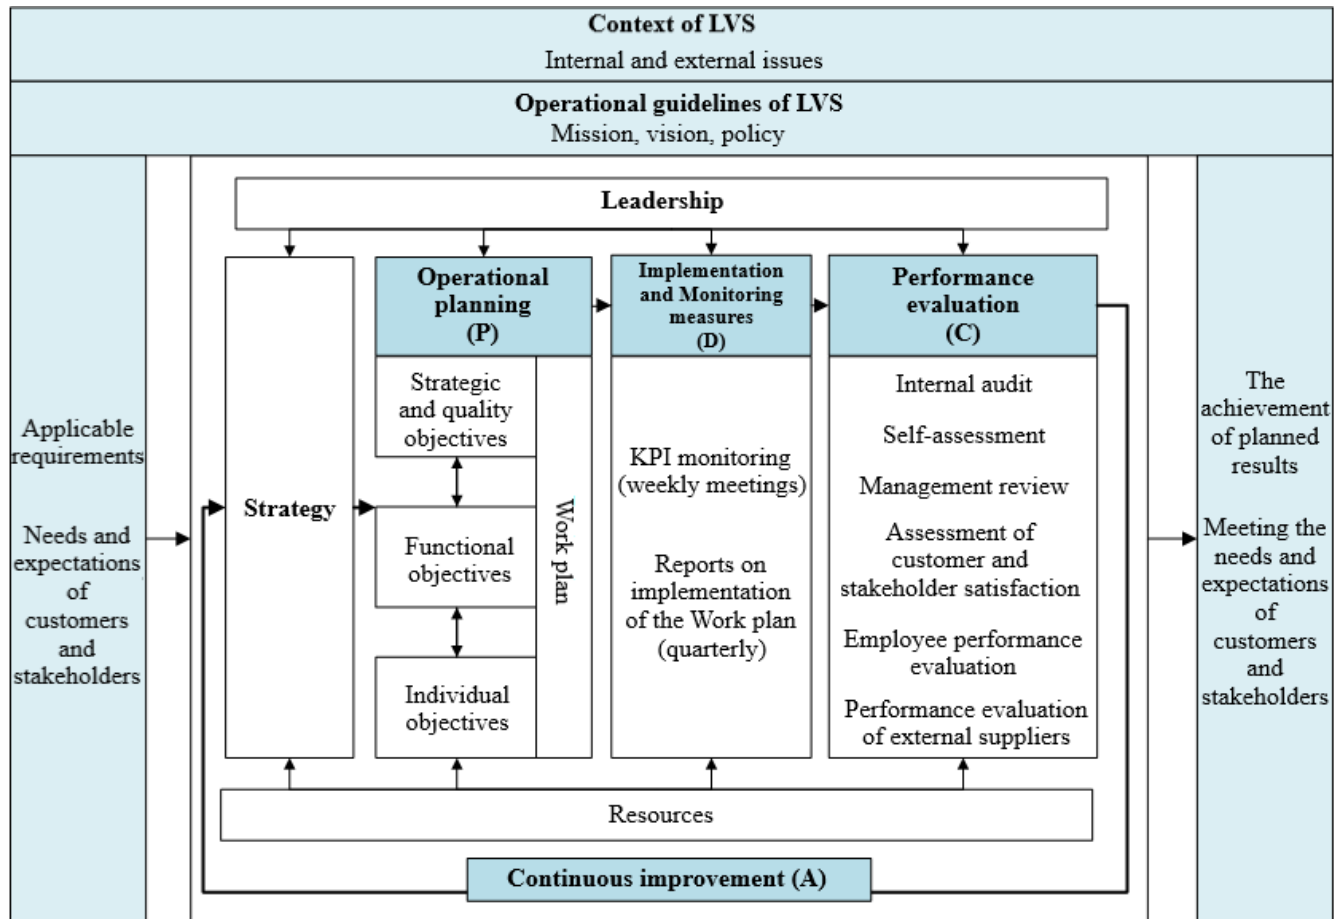 Context of LVS
Internal and external issues
Operational guidelines of LVS
Mission, vision, policy
Applicable
requirements
Needs and
expectations
of
customers
and
stakeholders
Leadership
Strategy
Operational
planning
(P)
Strategic
and quality
objectives
Functional
objectives
Individual
objectives
Work plan
Implementation
and Monitoring
measures
(D)
KPI monitoring
(weekly meetings)
Reports on
implementation
of the Work plan
(quarterly)
Performance
evaluation
(C)
Internal audit
Self-assessment
Management review
Assessment of
customer and
stakeholder satisfaction
Employee performance
evaluation
Performance evaluation
of external suppliers
Resources
Continuous improvement (A)
The
achievement
of planned
results
Meeting the
needs and
expectations
of
customers
and
stakeholders